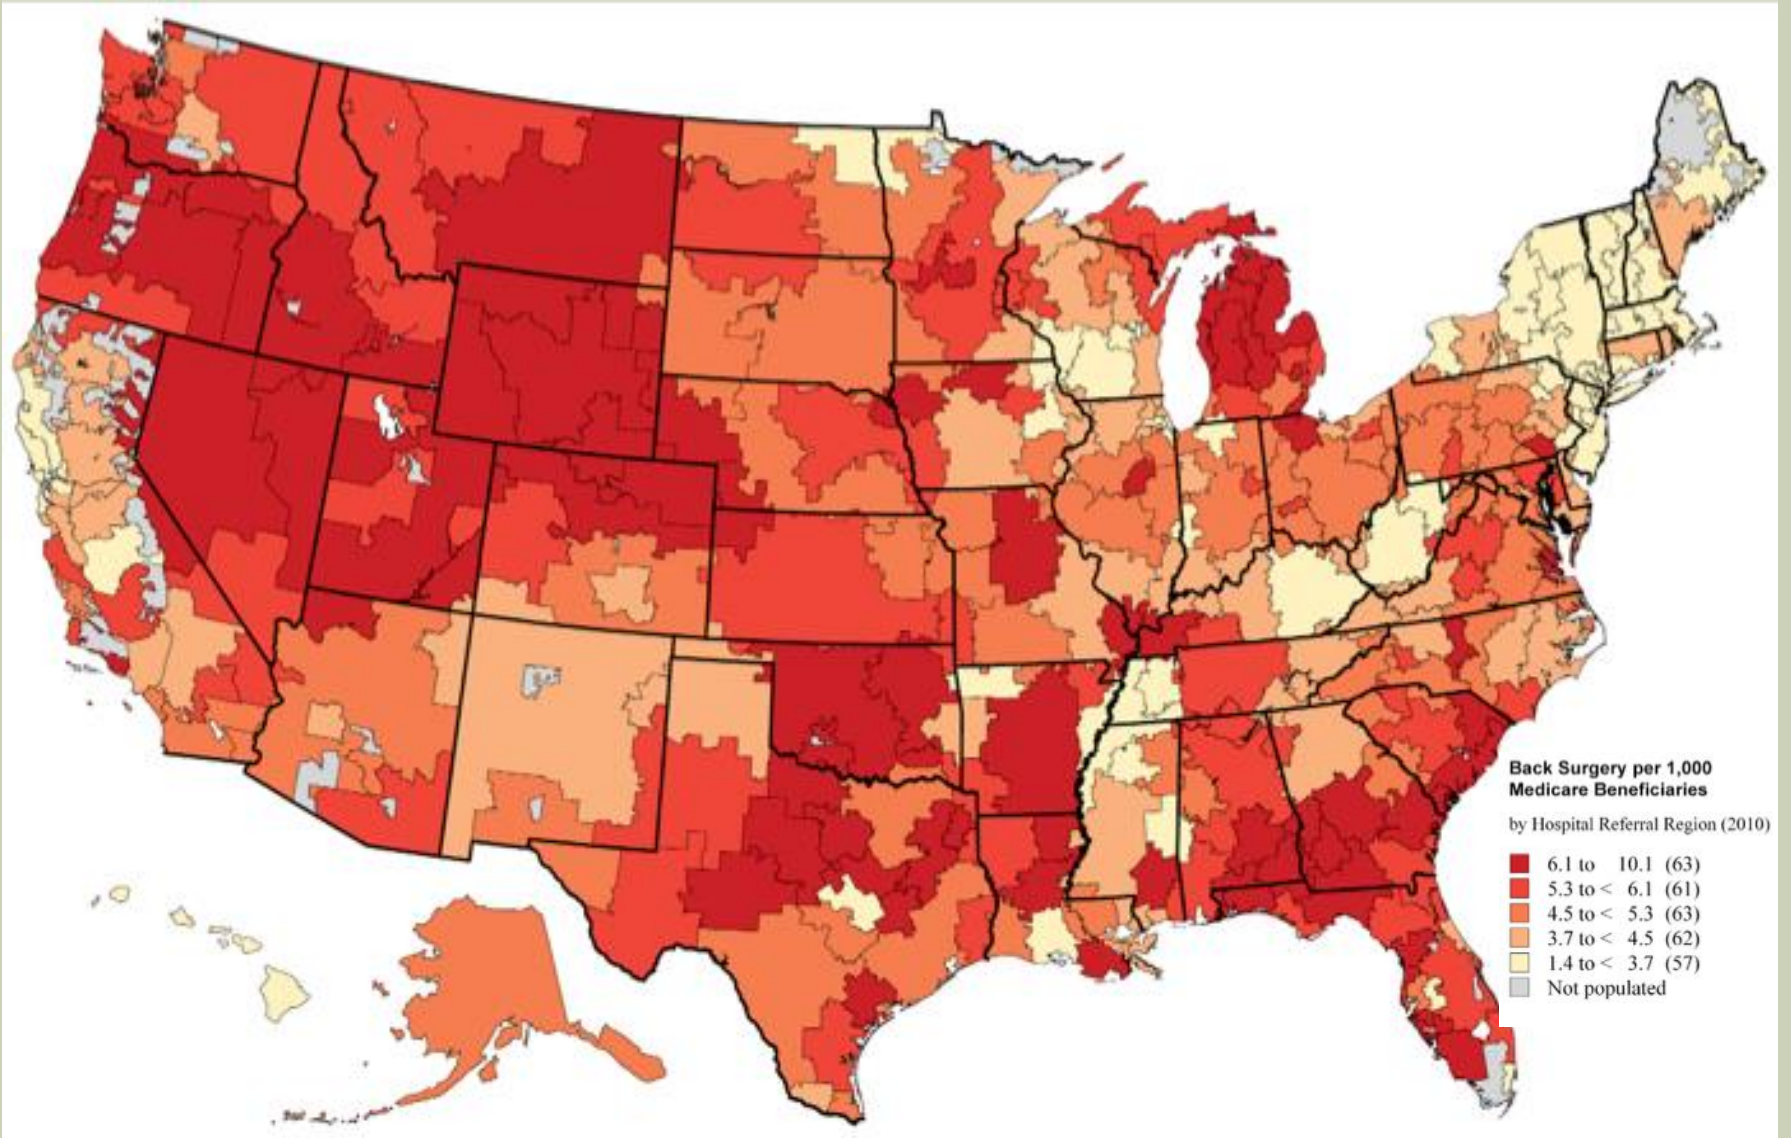 Back Surgery per 1,000
Medicare Beneficiaries
by Hospital Referral Region (2010)
6.1 to 10.1 (63)
5.3 to < 6.1 (61)
4.5 to < 5.3 (63)
3.7 to < 4.5 (62)
1.4 to < 3.7 (57)
Not populated